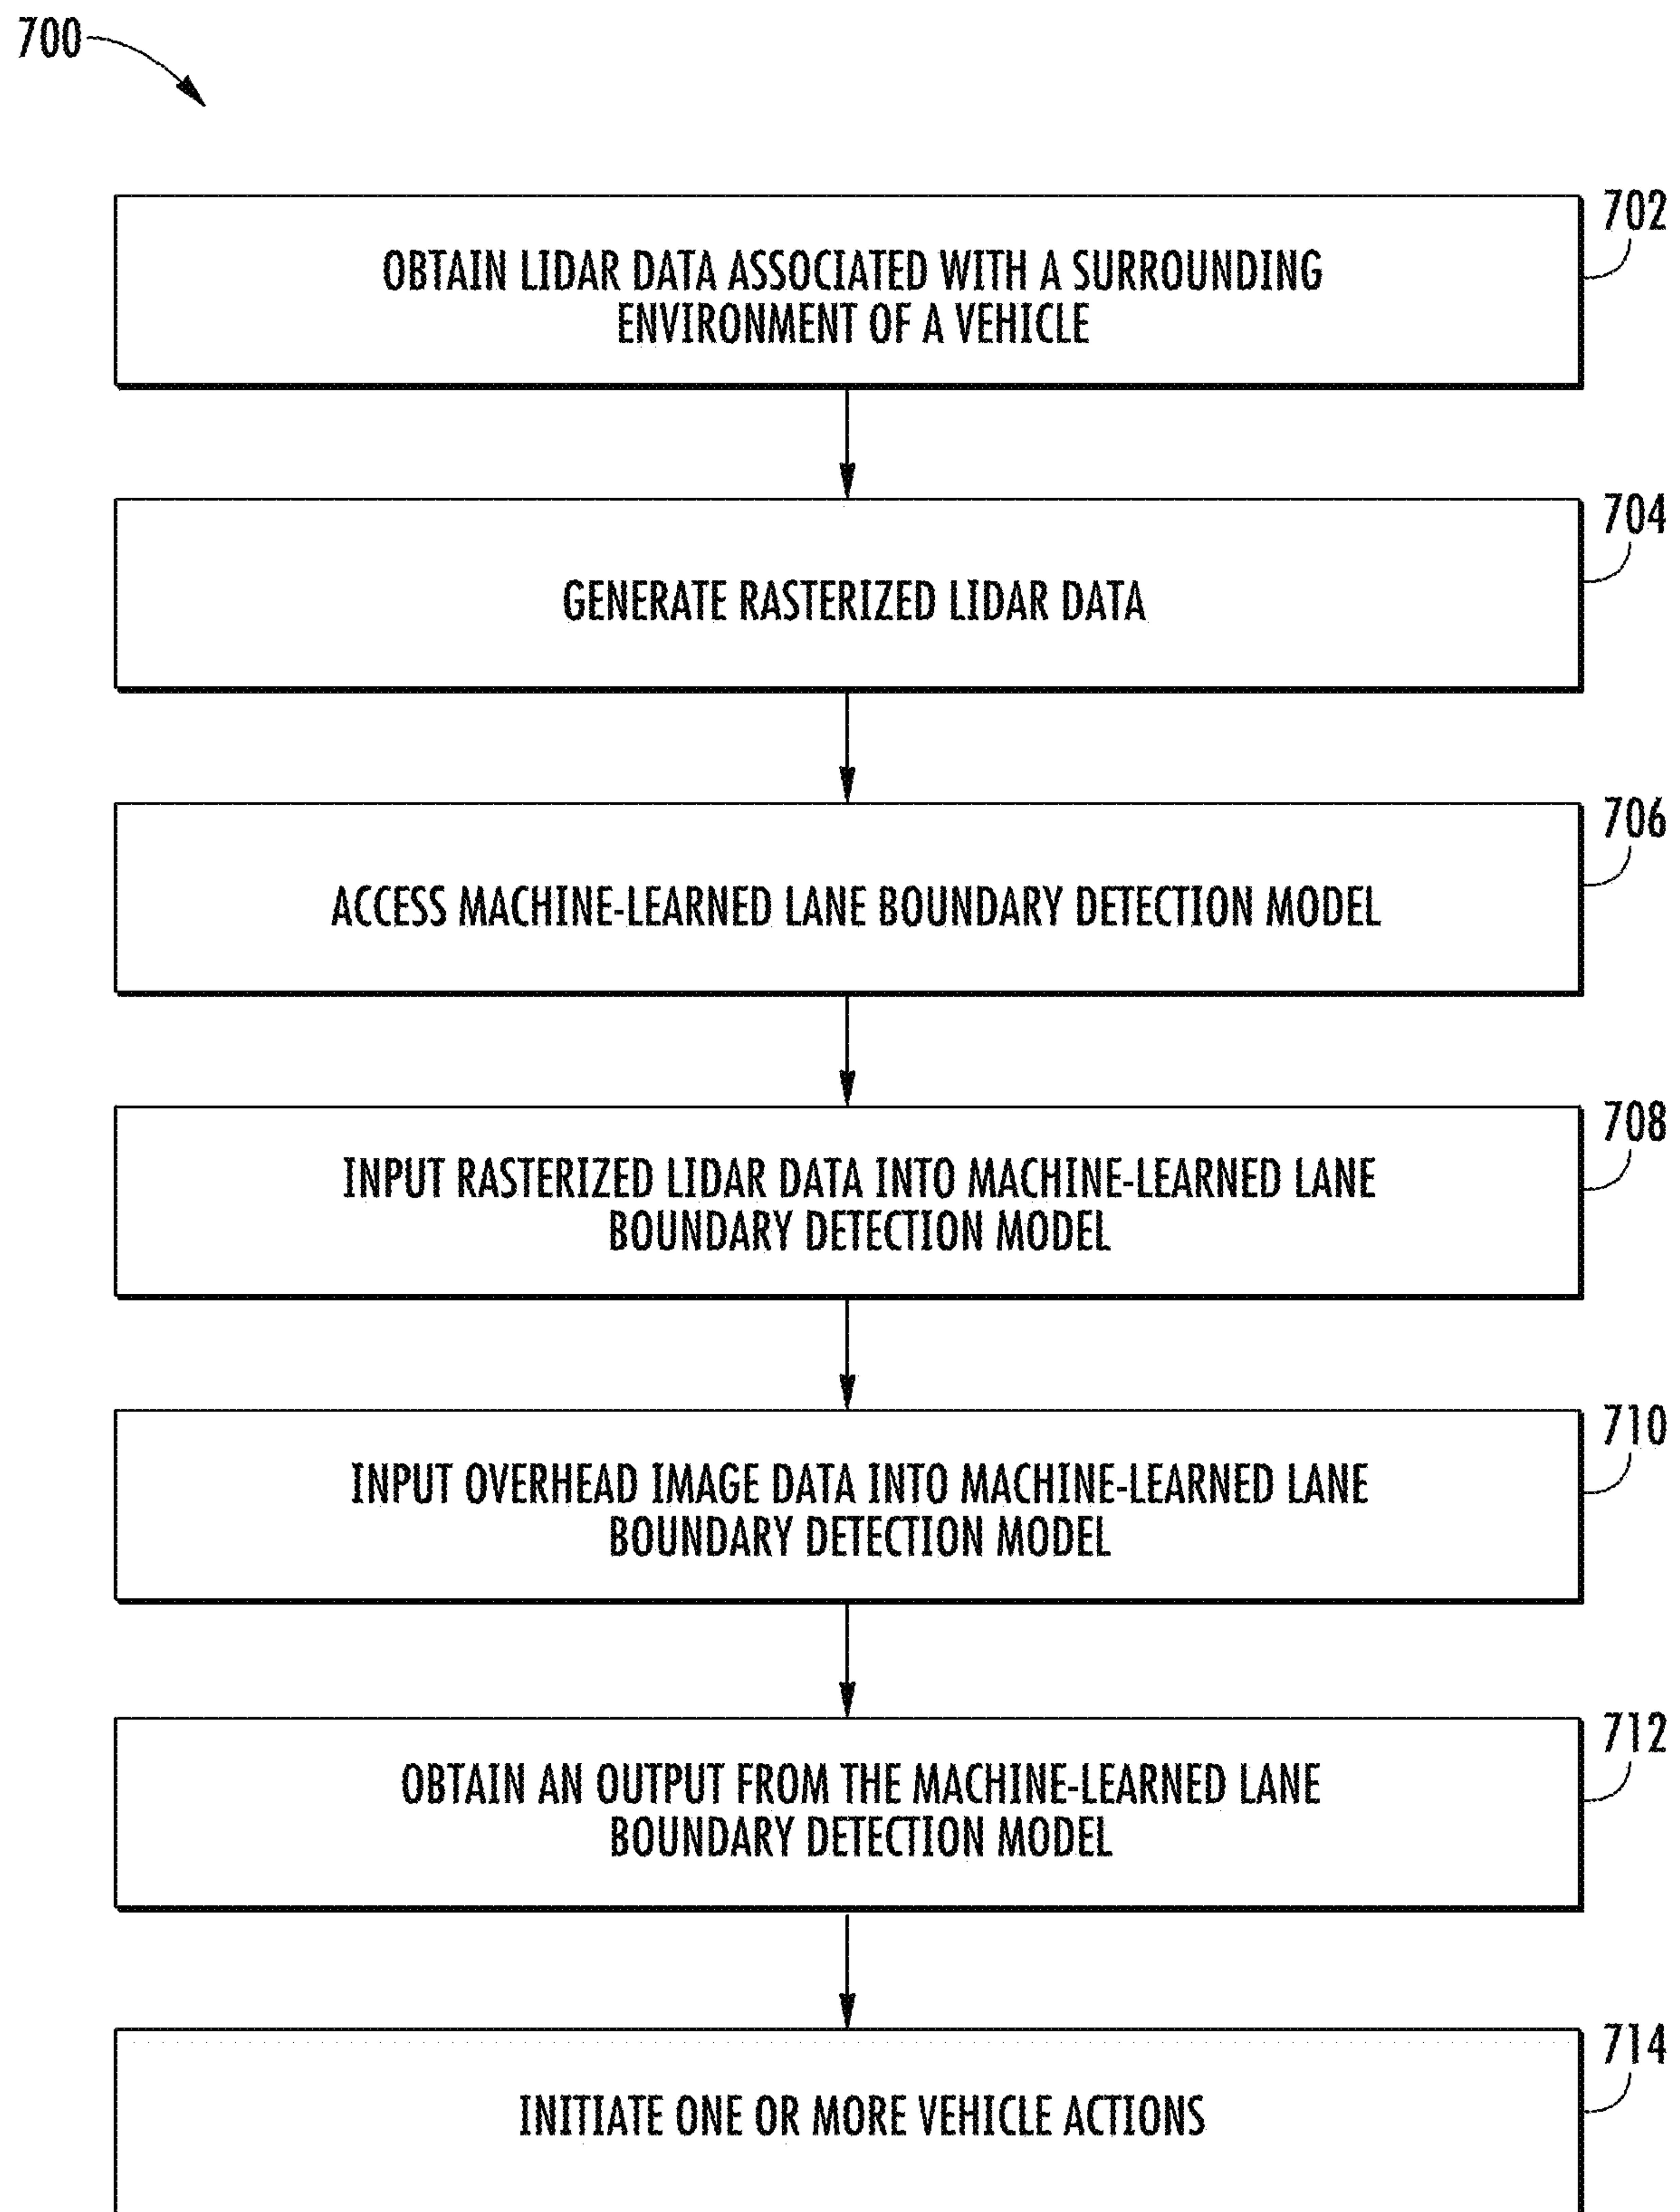 700
702
OBTAIN LIDAR DATA ASSOCIATED WITH A SURROUNDING
ENVIRONMENT OF A VEHICLE
704
GENERATE RASTERIZED LIDAR DATA
706
ACCESS MACHINE-LEARNED LANE BOUNDARY DETECTION MODEL
708
INPUT RASTERIZED LIDAR DATA INTO MACHINE-LEARNED LANE
BOUNDARY DETECTION MODEL
710
INPUT OVERHEAD IMAGE DATA INTO MACHINE-LEARNED LANE
BOUNDARY DETECTION MODEL
712
OBTAIN AN OUTPUT FROM THE MACHINE-LEARNED LANE
BOUNDARY DETECTION MODEL
714
INITIATE ONE OR MORE VEHICLE ACTIONS